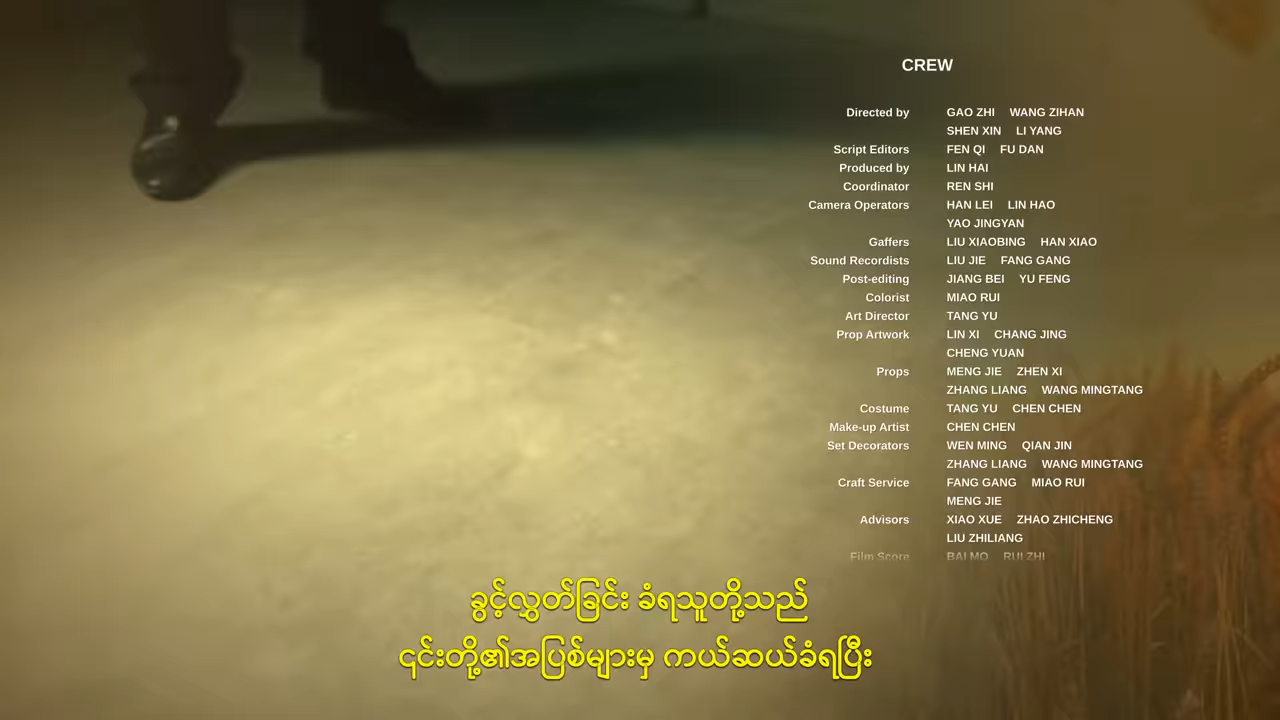 CREW
Directed by GAO ZHI WANG ZIHAN
SHEN XIN LI YANG
Script Editors FEN QI FU DAN
Produced by LIN HAI
Coordinator REN SHI
Camera Operators HAN LEI LIN HAO
YAO JINGYAN
Gaffers LIU XIAOBING HAN XIAO
Sound Recordists LIU JIE FANG GANG
Post-editing JIANG BEI YU FENG
Colorist MIAO RUI
Art Director TANG YU
Prop Artwork LIN XI CHANG JING
CHENG YUAN
Props MENG JIE ZHEN XI
ZHANG LIANG WANG MINGTANG
Costume TANG YU CHEN CHEN
Make-up Artist CHEN CHEN
Set Decorators WEN MING QIAN JIN
ZHANG LIANG WANG MINGTANG
Craft Service FANG GANG MIAO RUI
MENG JIE
Advisors XIAO XUE ZHAO ZHICHENG
LIU ZHILIANG
Film Score BAI MO RUI ZHI
ခွင့်လွှတ်ခြင်း ခံရသူတို့သည်
၎င်းတို့၏အပြစ်များမှ ကယ်ဆယ်ခံရပြီး